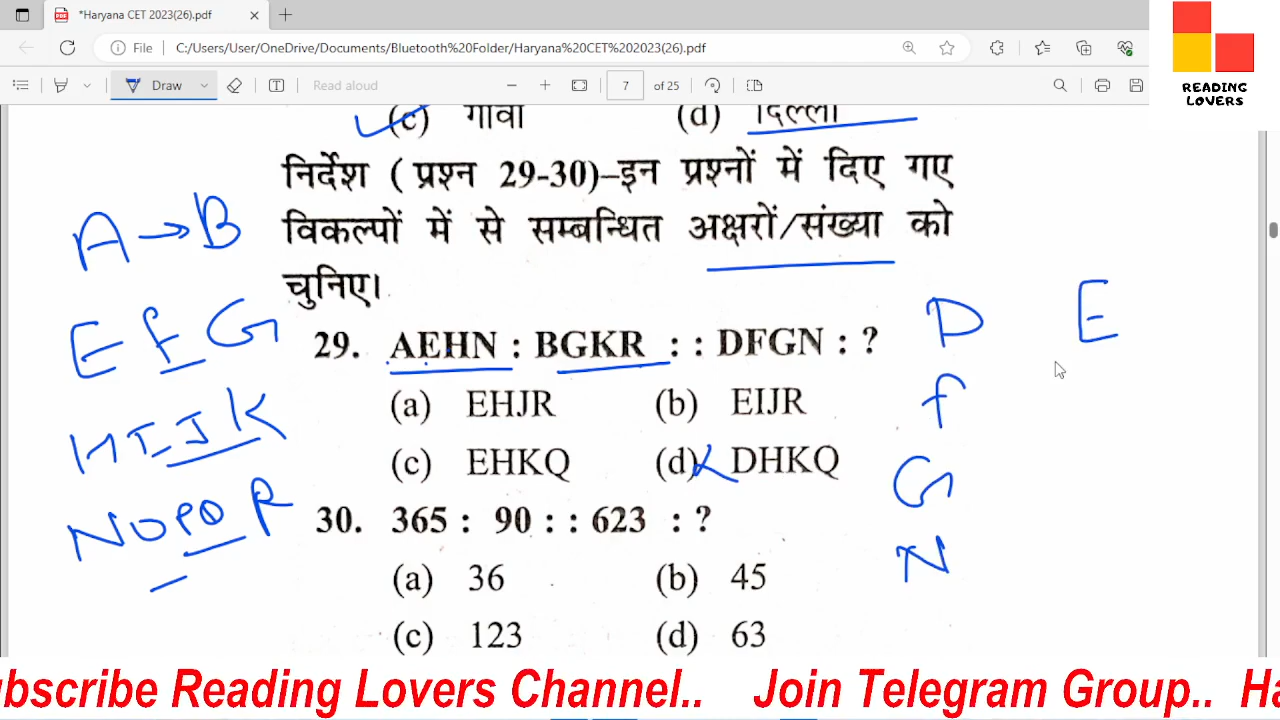 *Haryana CET 2023(26).pdf
File C:/Users/User/OneDrive/Documents/Bluetooth%20Folder/Haryana%20CET%202023(26).pdf
Draw Read aloud 7 of 25
READING
LOVERS
(c) गोवा (d) दिल्ली
निर्देश ( प्रश्न 29-30)–इन प्रश्नों में दिए गए
विकल्पों में से सम्बन्धित अक्षरों/संख्या को
चुनिए।
29. AEHN : BGKR : : DFGN : ?
(a) EHJR (b) EIJR
(c) EHKQ (d) DHKQ
30. 365 : 90 : : 623 : ?
(a) 36 (b) 45
(c) 123 (d) 63
A → B
E F G
H I J K
N O P Q R
D E
F
G
N
ubscribe Reading Lovers Channel.. Join Telegram Group.. Ha